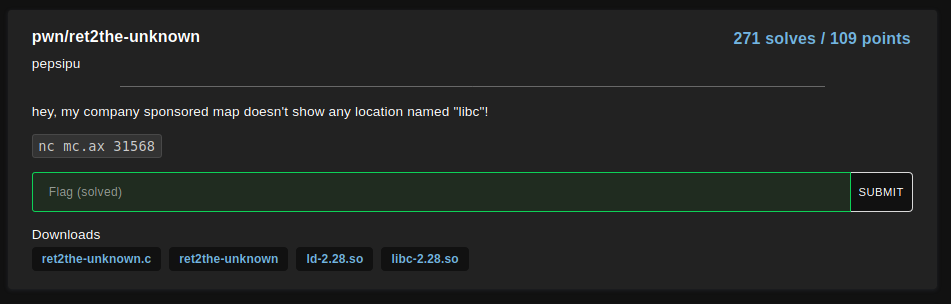 pwn/ret2the-unknown
271 solves / 109 points
pepsipu
hey, my company sponsored map doesn't show any location named "libc"!
nc mc.ax 31568
Flag (solved)
SUBMIT
Downloads
ret2the-unknown.c ret2the-unknown ld-2.28.so libc-2.28.so